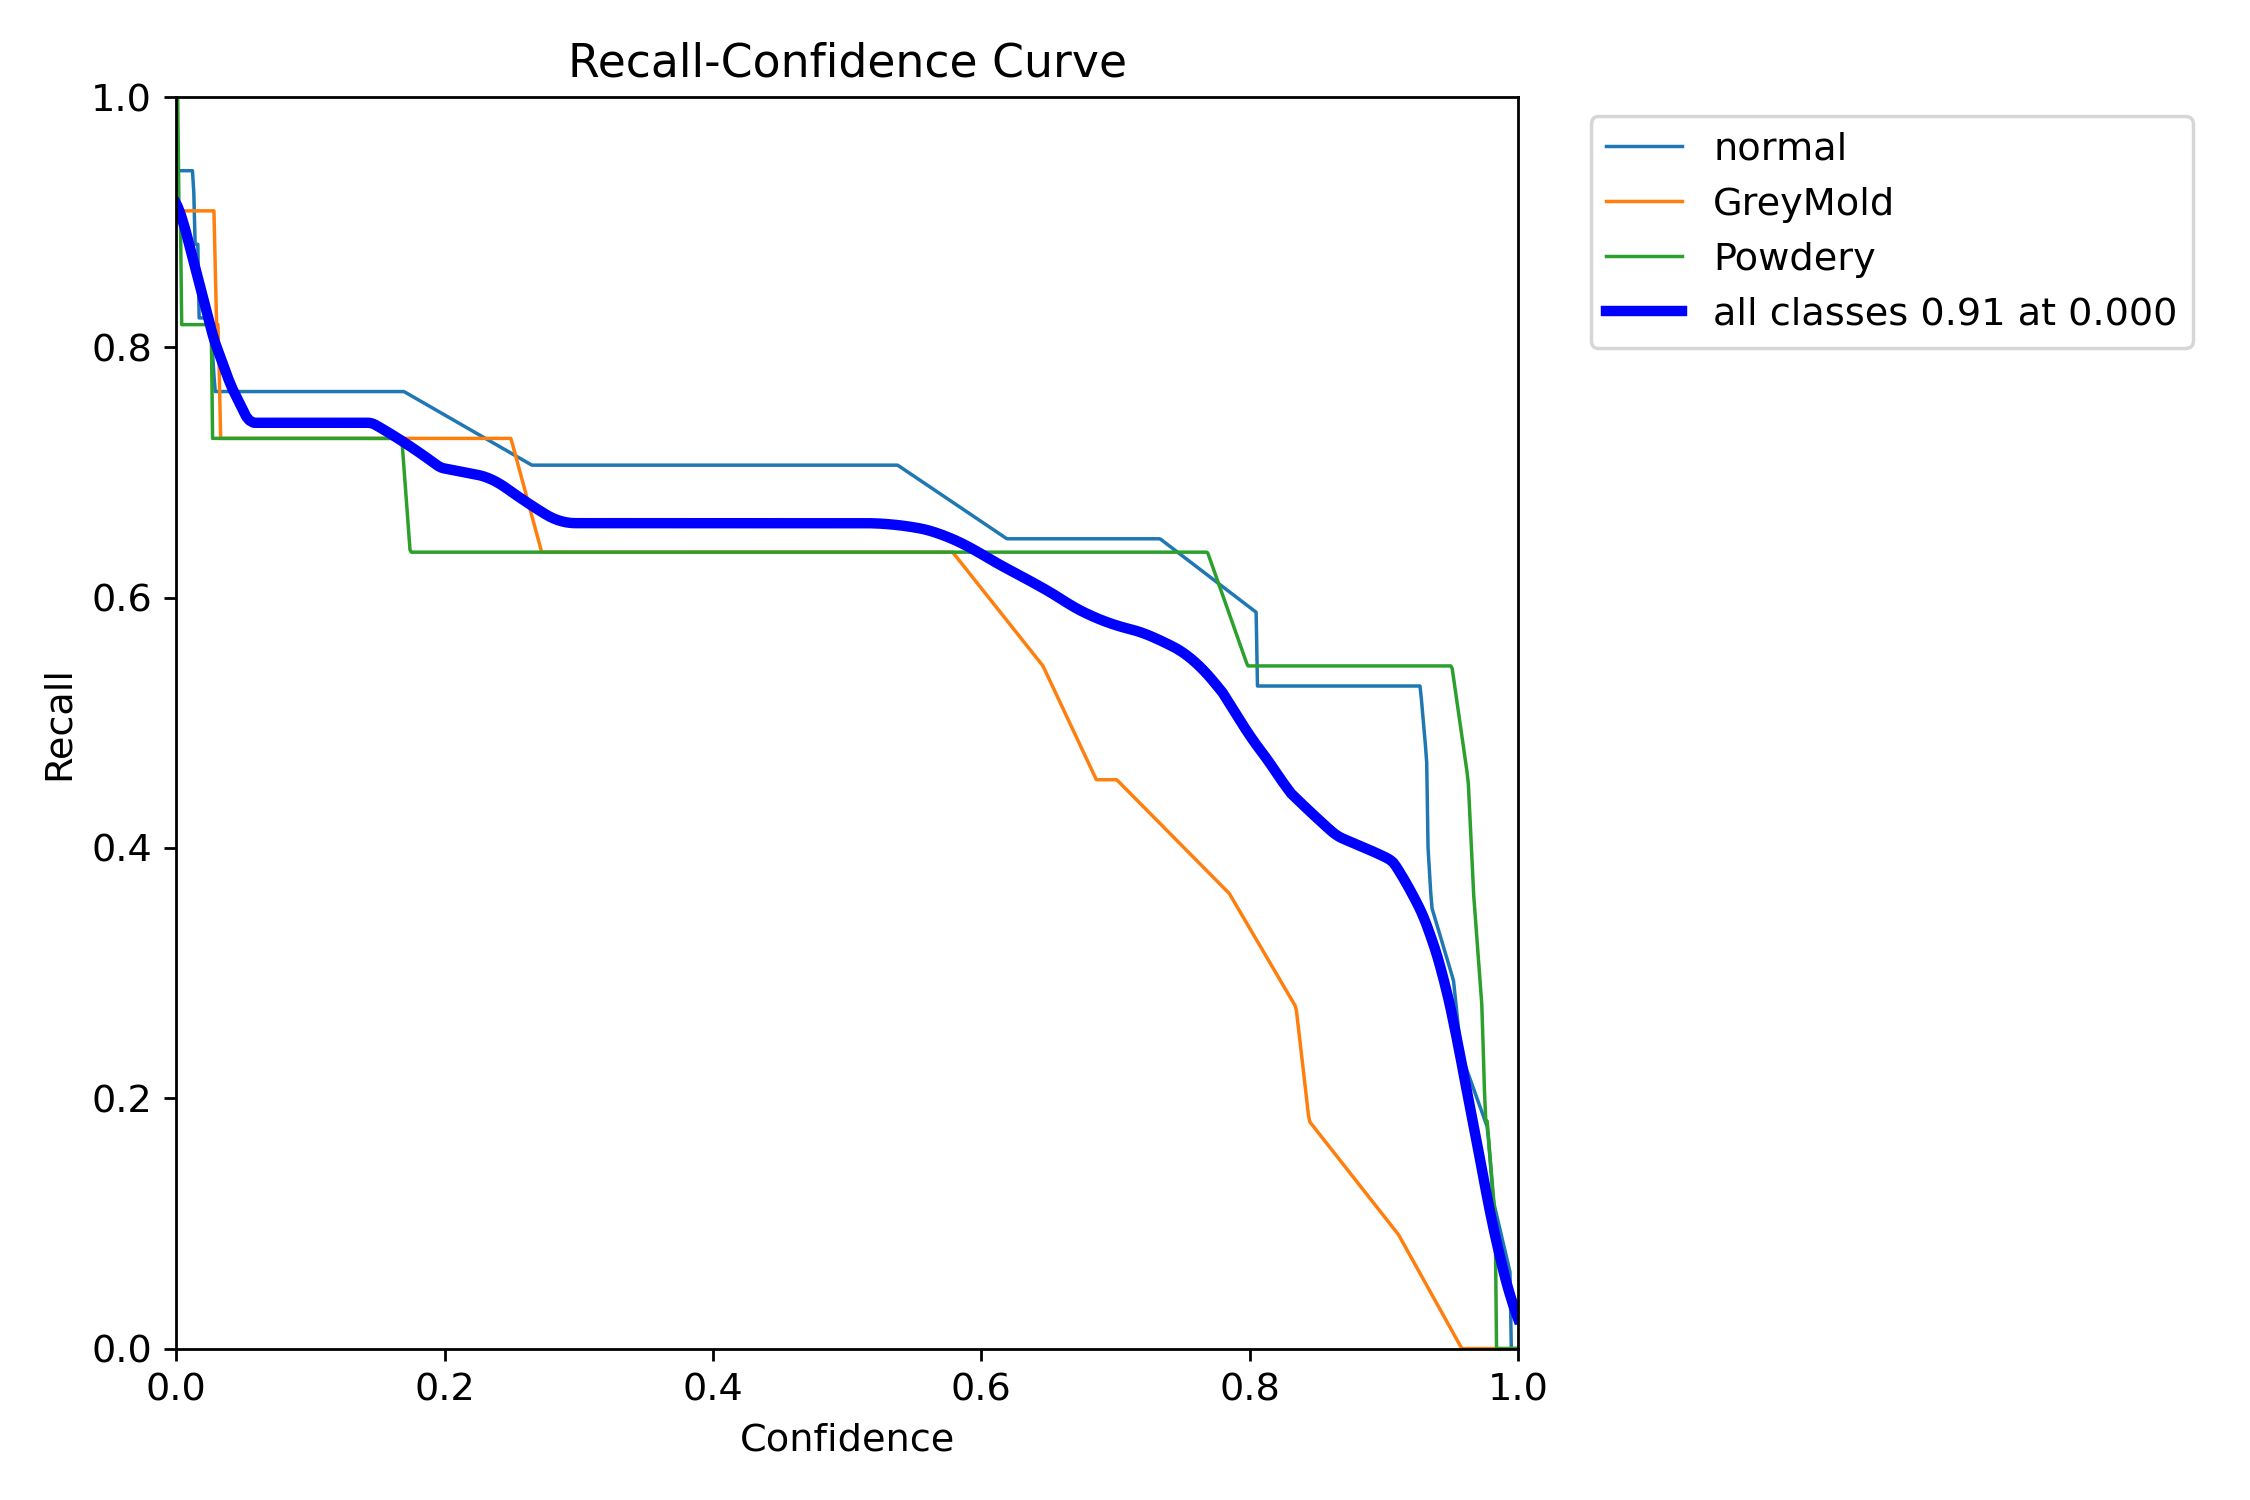 Recall-Confidence Curve
1.0
0.8
0.6
0.4
0.2
0.0
Recall
0.0 0.2 0.4 0.6 0.8 1.0
Confidence
normal
GreyMold
Powdery
all classes 0.91 at 0.000